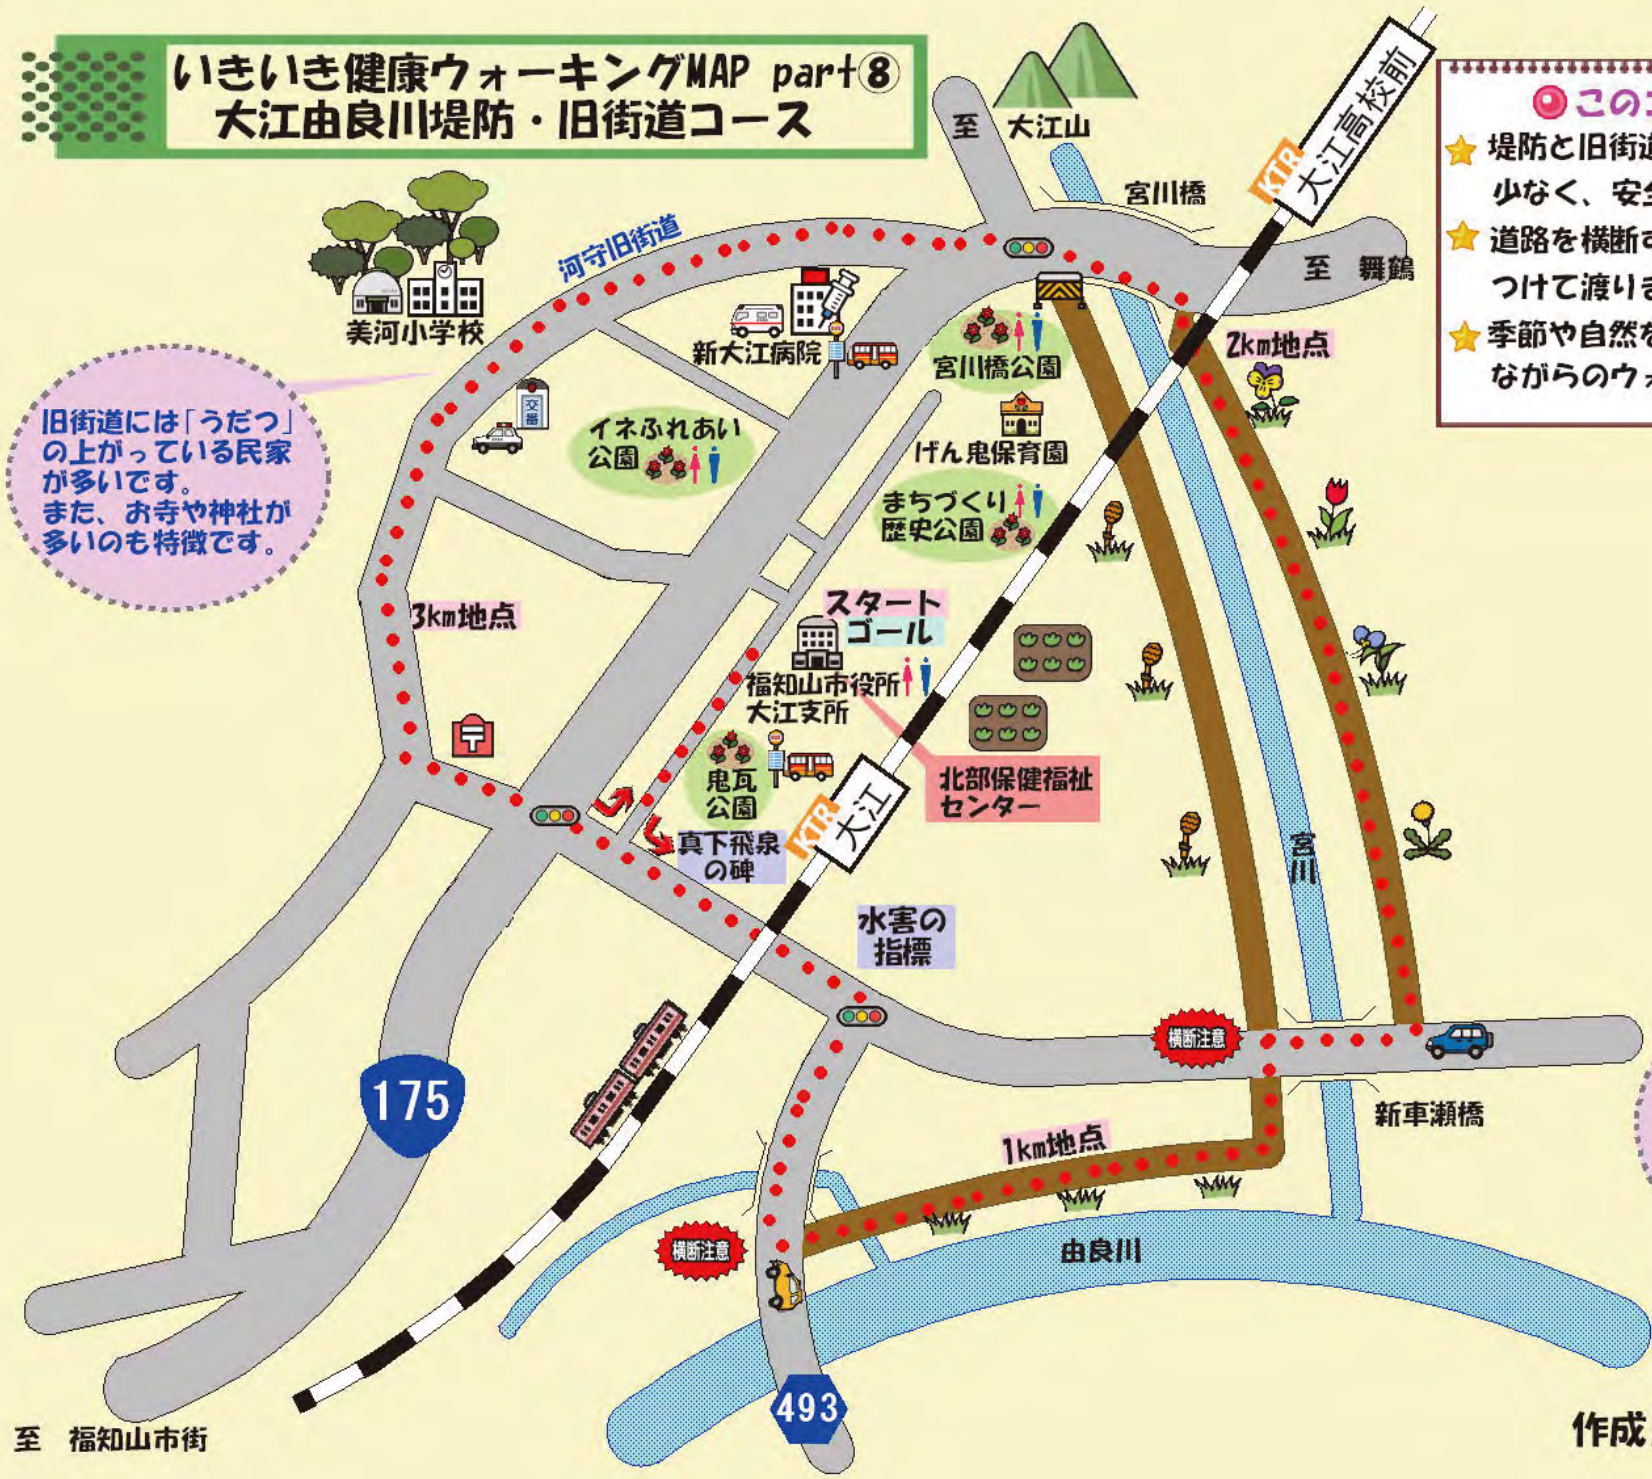 いきいき健康ウォーキングMAP part⑧
大江由良川堤防・旧街道コース
至 大江山
宮川橋
KTR
大江高校前
至 舞鶴
このコ
堤防と旧街道
少なく、安全
道路を横断す
つけて渡りま
季節や自然を
ながらのウォ
河守旧街道
美河小学校
新大江病院
宮川橋公園
2km地点
旧街道には「うだつ」
の上がっている民家
が多いです。
また、お寺や神社が
多いのも特徴です。
交番
イネふれあい
公園
げん鬼保育園
まちづくり
歴史公園
3km地点
スタート
ゴール
福知山市役所
大江支所
〒
鬼瓦
公園
北部保健福祉
センター
KTR
大江
真下飛泉
の碑
水害の
指標
宮川
横断注意
新車瀬橋
175
1km地点
横断注意
由良川
493
至 福知山市街
作成